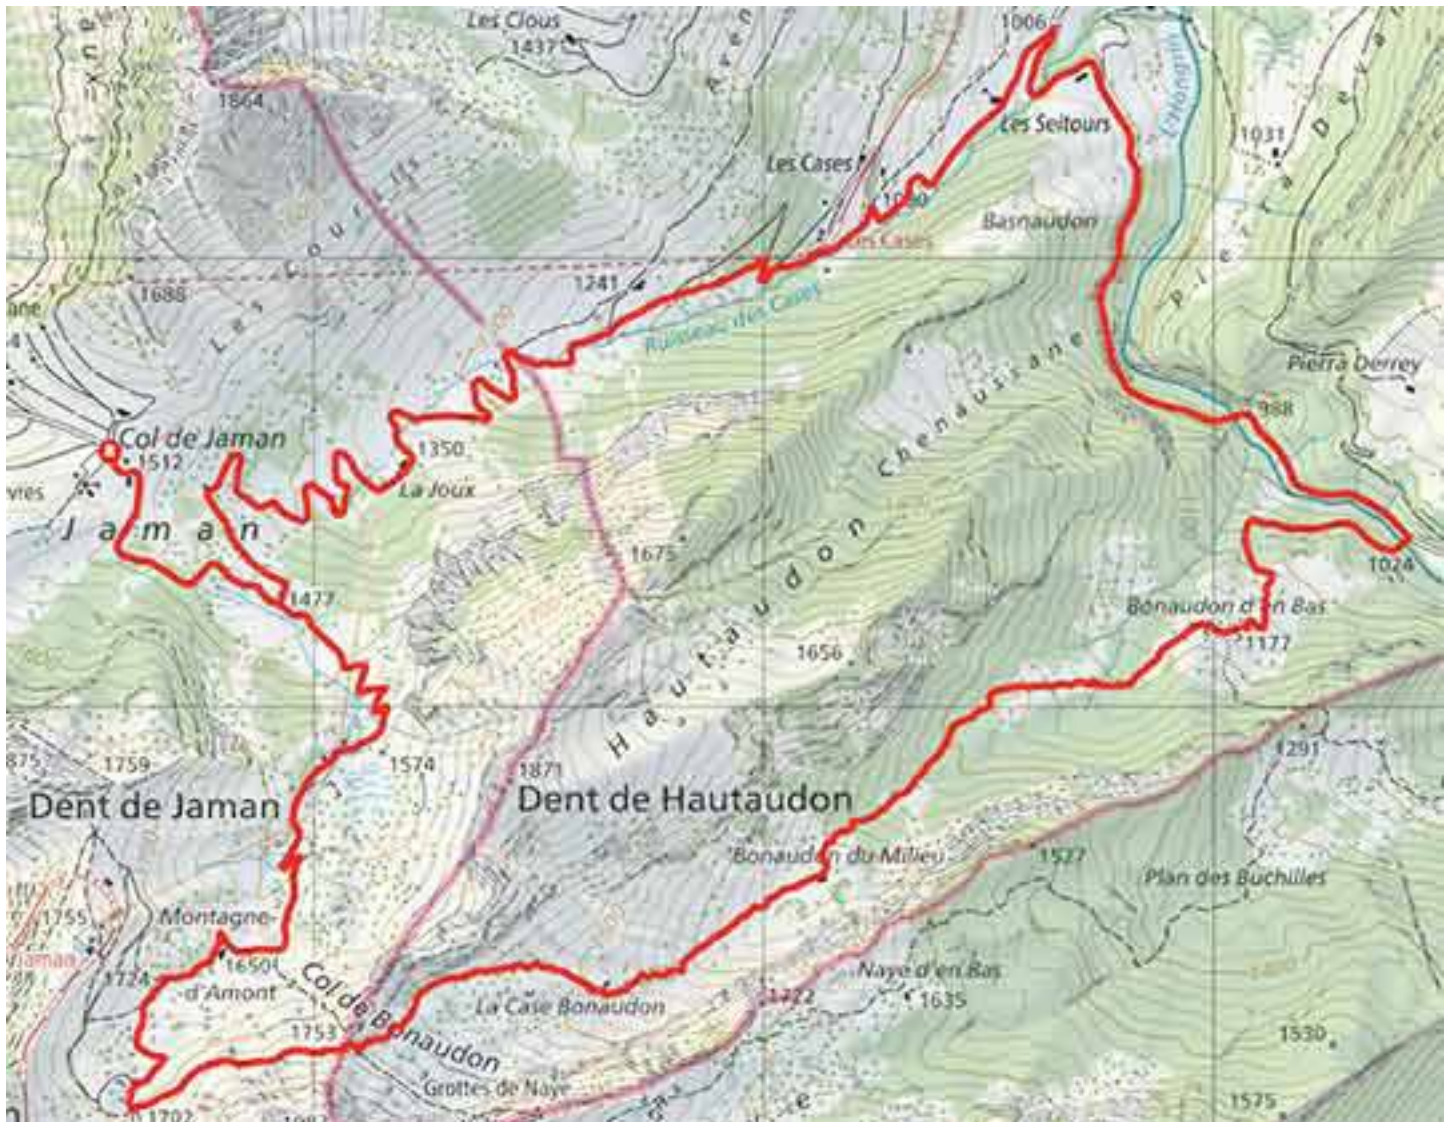 Les Clous
1006
1437
1864
L'Hongrin
Les Seitours
1031
Les Cases
Basnaudon
Les Cases
1688
1241
Ruisseau des Cases
Pierra Derrey
988
Col de Jaman
1512
1350
La Joux
Chenaussane
Jaman
1675
1024
1477
Bonaudon d'en Bas
1177
1656
Hautaudon
1291
1759
1574
1871
Dent de Jaman
Dent de Hautaudon
Bonaudon du Milieu
1527
Plan des Buchilles
1755
Montagne-
1650
-d'Amont
1724
Col de Bonaudon
La Case Bonaudon
Naye d'en Bas
1635
1722
1753
1530
Grottes de Naye
1702
1575